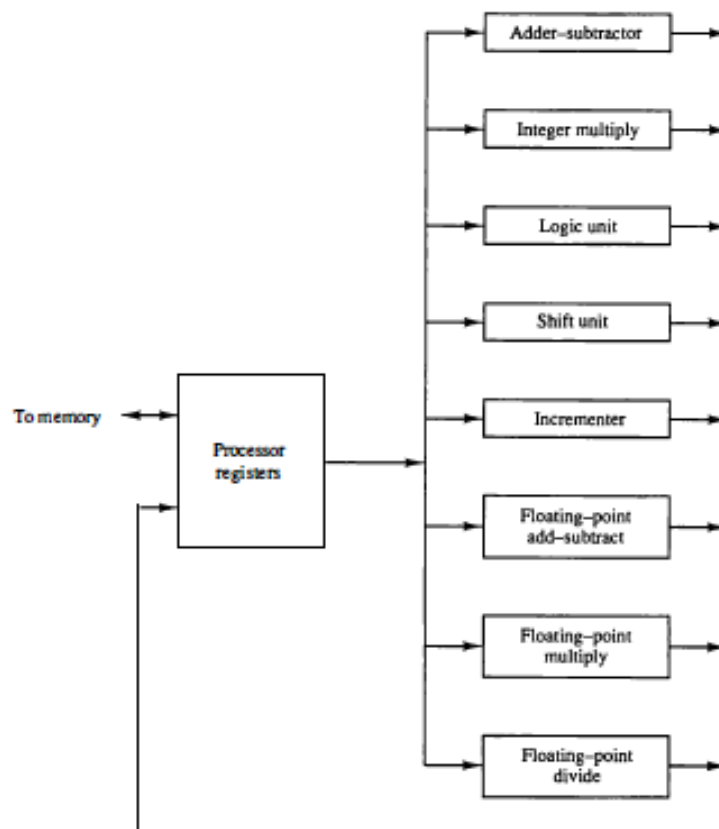 Adder–subtractor
Integer multiply
Logic unit
Shift unit
To memory
Processor
registers
Incrementer
Floating–point
add–subtract
Floating–point
multiply
Floating–point
divide